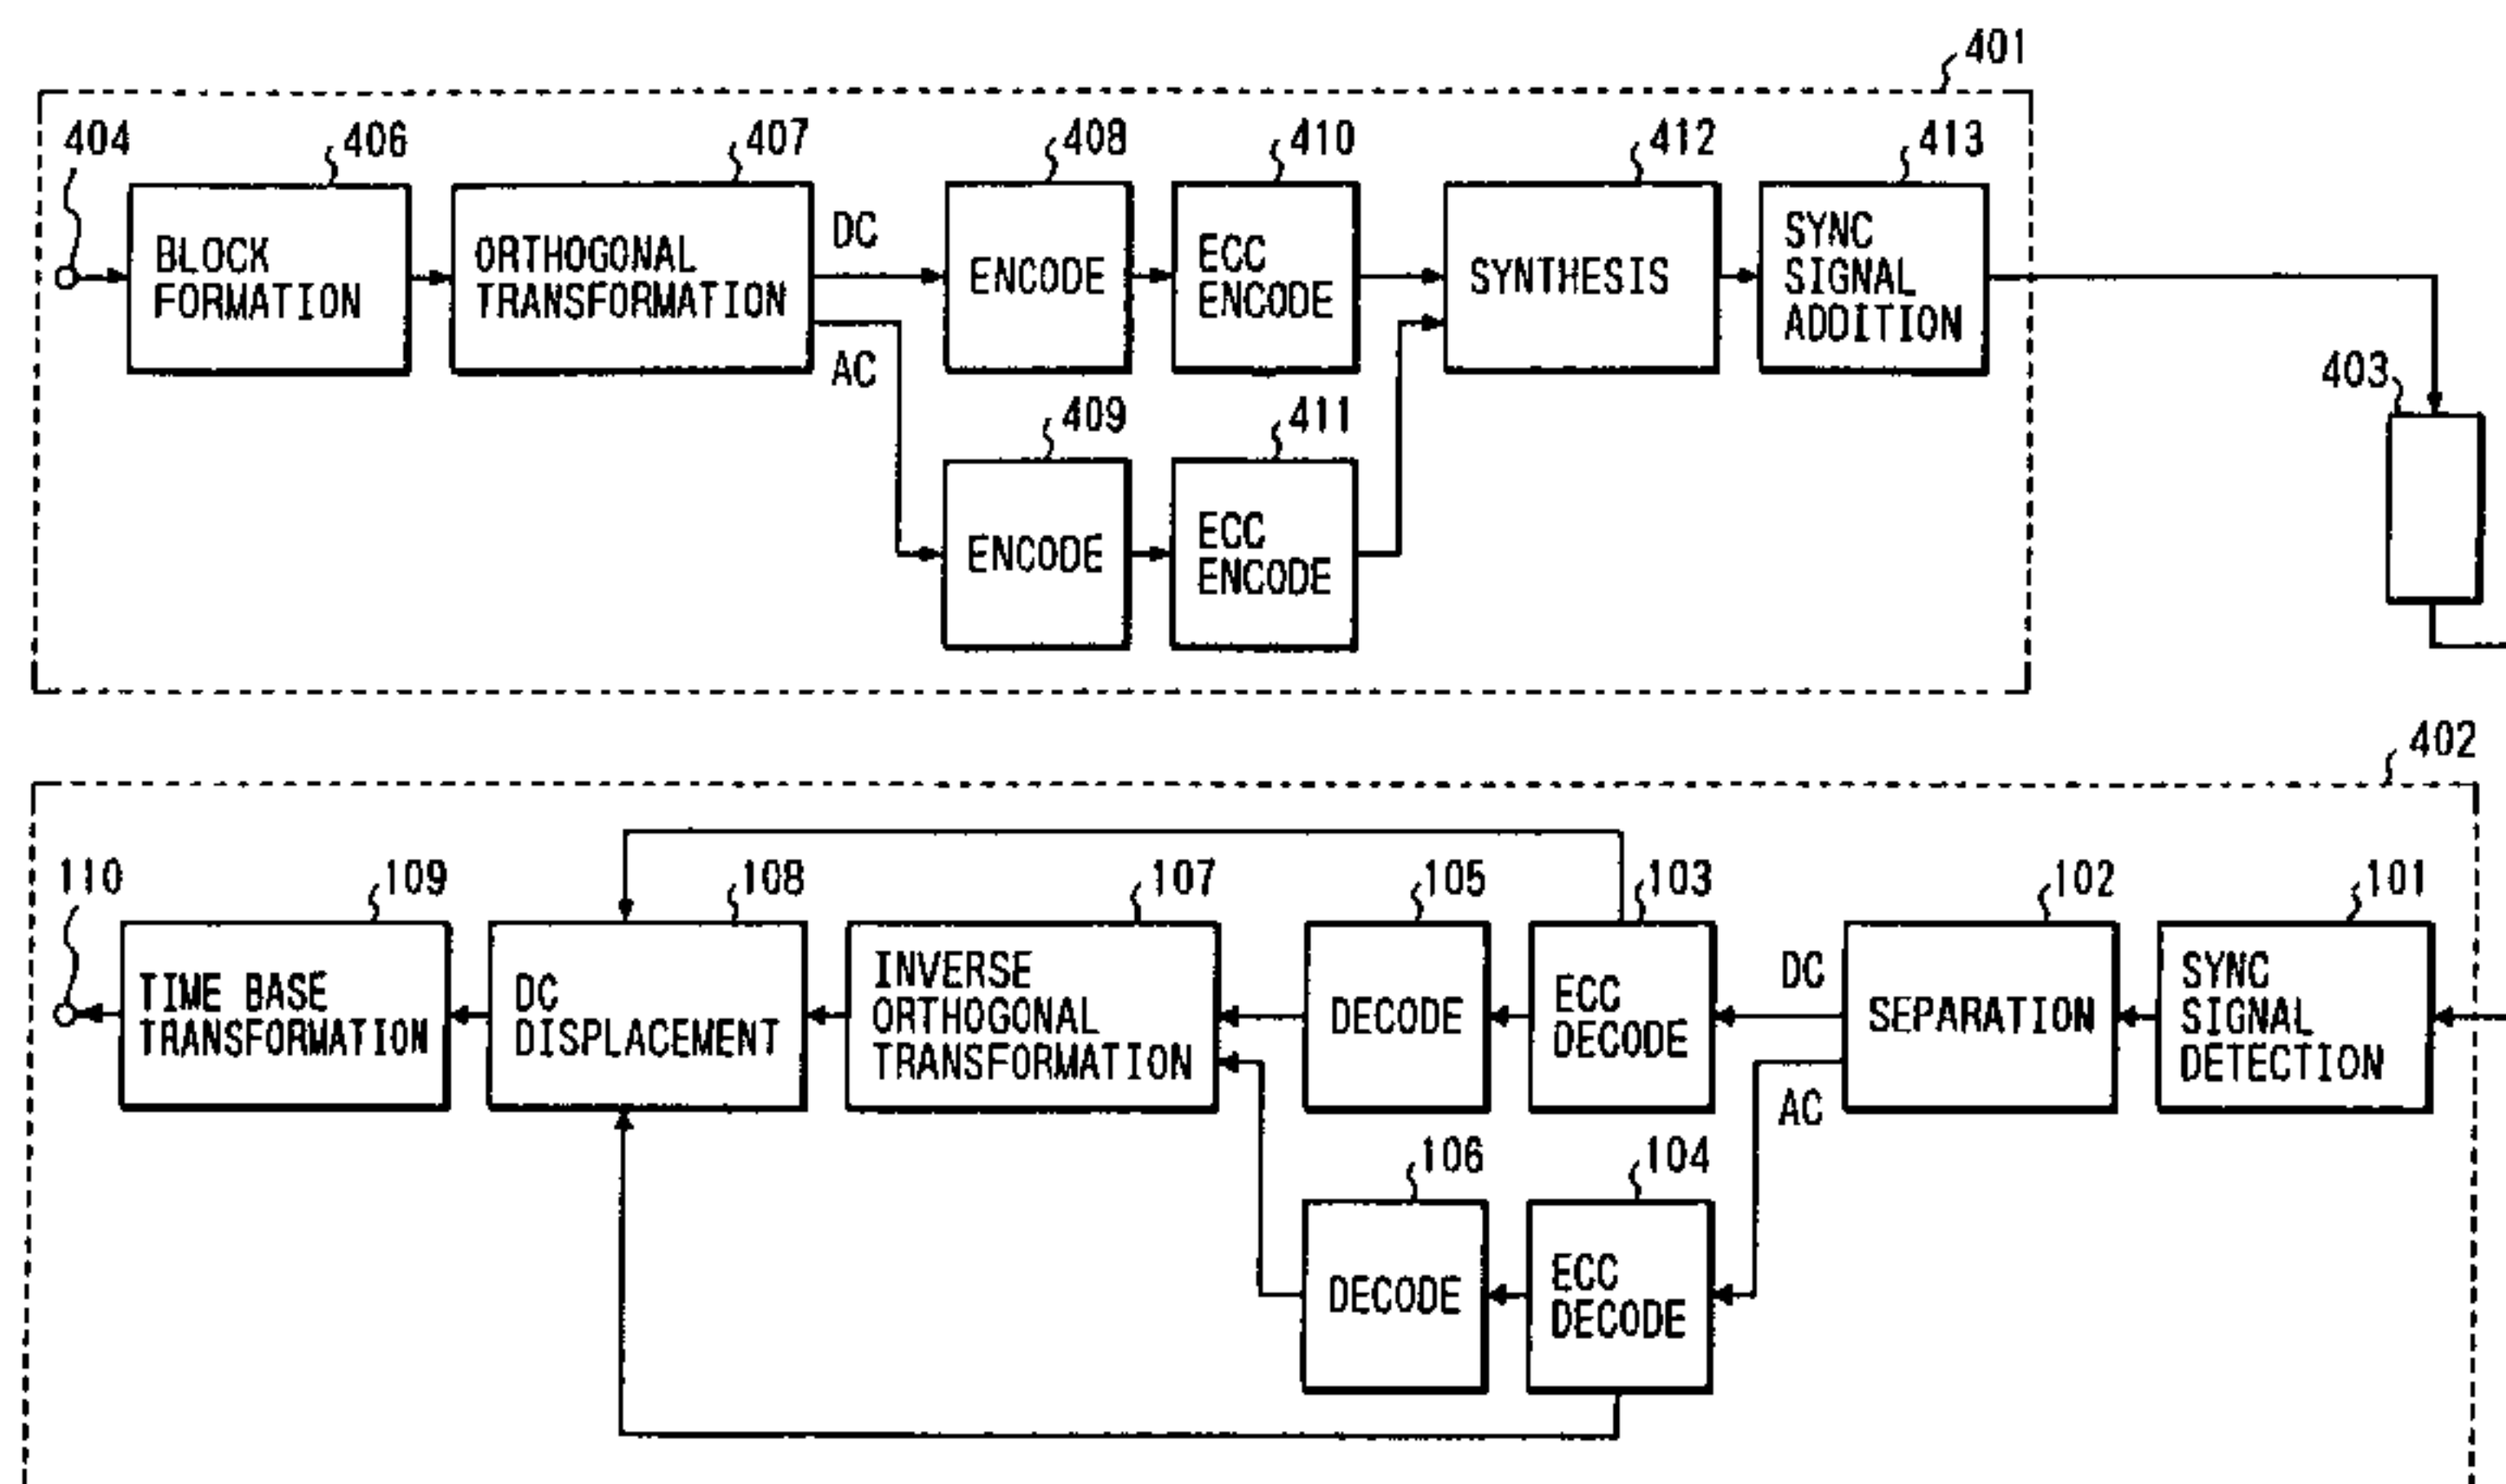 401
404
406
407
408
410
412
413
BLOCK
FORMATION
ORTHOGONAL
TRANSFORMATION
DC
AC
ENCODE
ECC
ENCODE
SYNTHESIS
SYNC
SIGNAL
ADDITION
403
409
411
ENCODE
ECC
ENCODE
402
110
109
108
107
105
103
102
101
TIME BASE
TRANSFORMATION
DC
DISPLACEMENT
INVERSE
ORTHOGONAL
TRANSFORMATION
DECODE
ECC
DECODE
DC
AC
SEPARATION
SYNC
SIGNAL
DETECTION
106
104
DECODE
ECC
DECODE